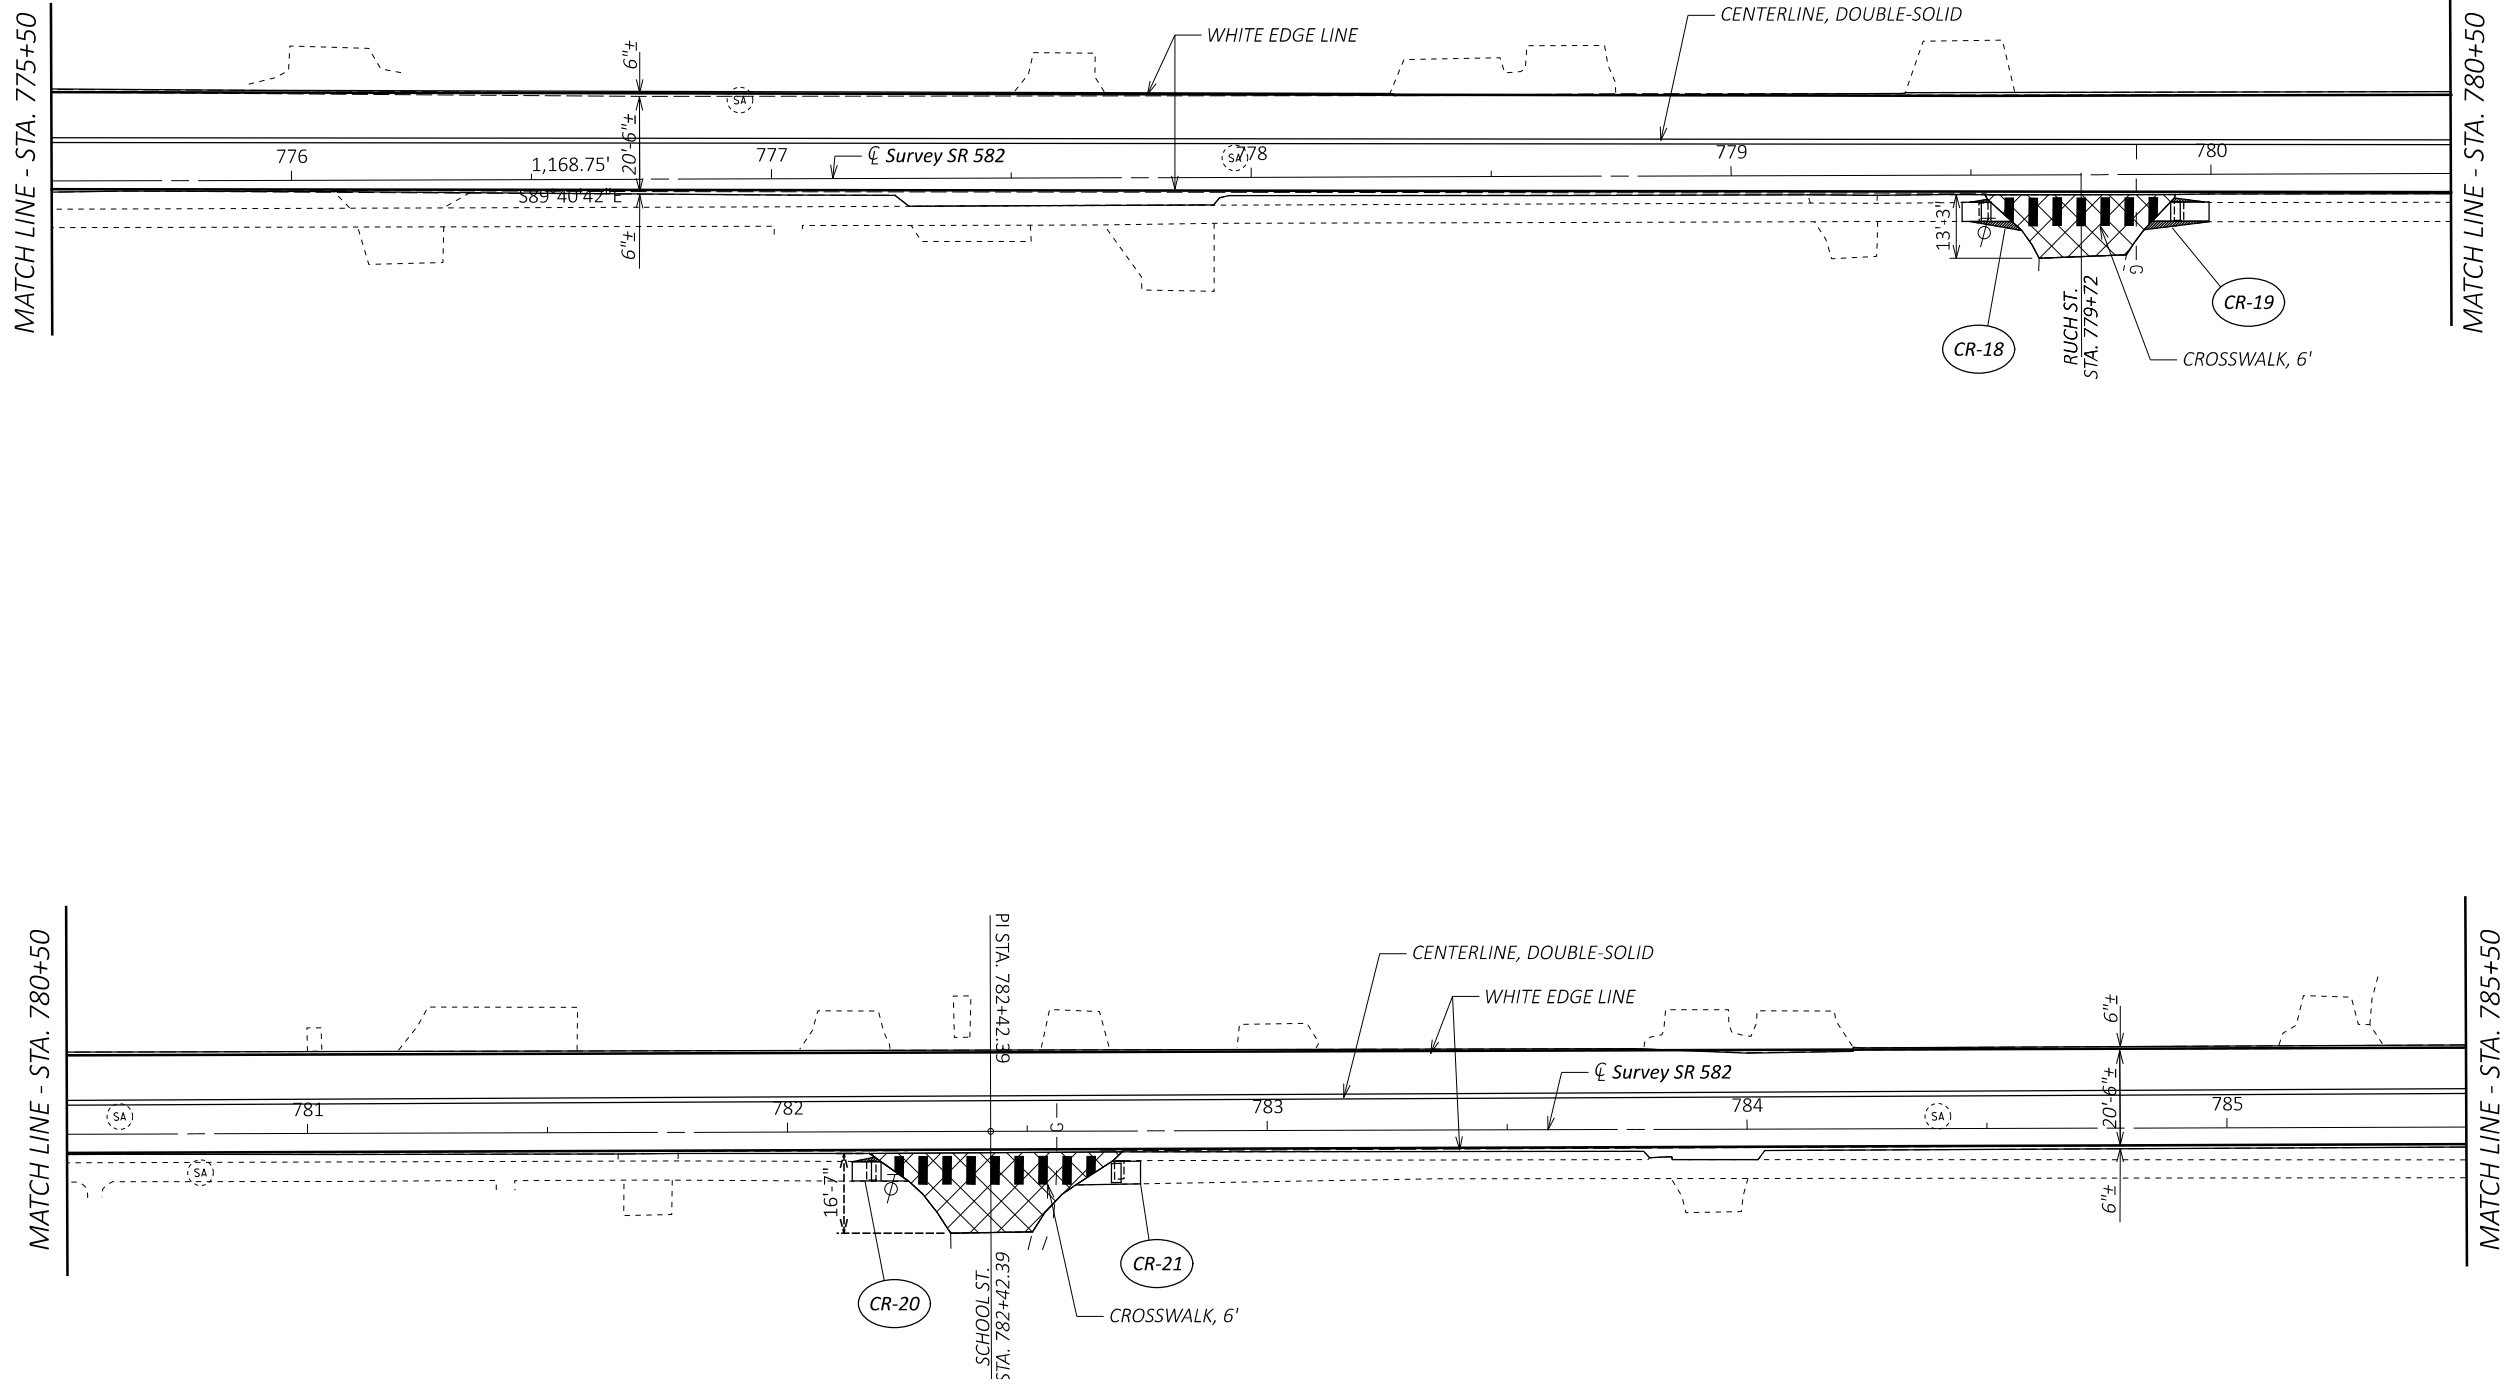 MATCH LINE - STA. 775+50
6"±
WHITE EDGE LINE
CENTERLINE, DOUBLE-SOLID
MATCH LINE - STA. 780+50
SA
20'-6"±
776
1,168.75'
777
℄ Survey SR 582
SA
778
779
780
S89°40'42"E
6"±
13'-3"
G
RUCH ST.
STA. 779+72
CR-19
CR-18
CROSSWALK, 6'
MATCH LINE - STA. 780+50
PI STA. 782+42.39
CENTERLINE, DOUBLE-SOLID
WHITE EDGE LINE
6"±
MATCH LINE - STA. 785+50
℄ Survey SR 582
20'-6"±
SA
781
782
G
783
784
SA
785
SA
16'-7"
6"±
CR-21
CR-20
SCHOOL ST.
STA. 782+42.39
CROSSWALK, 6'